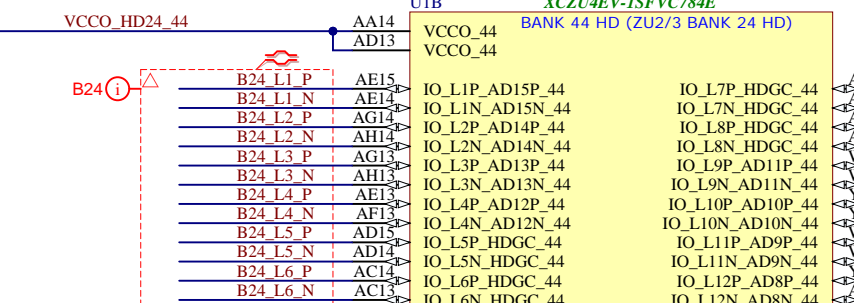 U1B XCZU4EV-1SFVC784E
VCCO_HD24_44 AA14 VCCO_44 BANK 44 HD (ZU2/3 BANK 24 HD)
AD13 VCCO_44
B24 i
B24_L1_P AE15 IO_L1P_AD15P_44 IO_L7P_HDGC_44
B24_L1_N AE14 IO_L1N_AD15N_44 IO_L7N_HDGC_44
B24_L2_P AG14 IO_L2P_AD14P_44 IO_L8P_HDGC_44
B24_L2_N AH14 IO_L2N_AD14N_44 IO_L8N_HDGC_44
B24_L3_P AG13 IO_L3P_AD13P_44 IO_L9P_AD11P_44
B24_L3_N AH13 IO_L3N_AD13N_44 IO_L9N_AD11N_44
B24_L4_P AE13 IO_L4P_AD12P_44 IO_L10P_AD10P_44
B24_L4_N AF13 IO_L4N_AD12N_44 IO_L10N_AD10N_44
B24_L5_P AD15 IO_L5P_HDGC_44 IO_L11P_AD9P_44
B24_L5_N AD14 IO_L5N_HDGC_44 IO_L11N_AD9N_44
B24_L6_P AC14 IO_L6P_HDGC_44 IO_L12P_AD8P_44
B24_L6_N AC13 IO_L6N_HDGC_44 IO_L12N_AD8N_44